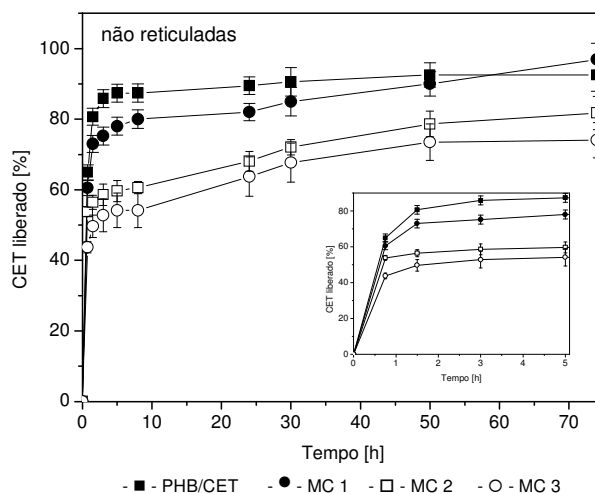 não reticuladas
100
80
60
40
20
0
CET liberado [%]
0 10 20 30 40 50 60 70
Tempo [h]
80
60
40
20
0
CET liberado [%]
0 1 2 3 4 5
Tempo [h]
- ■ - PHB/CET - ● - MC 1 - □ - MC 2 - ○ - MC 3